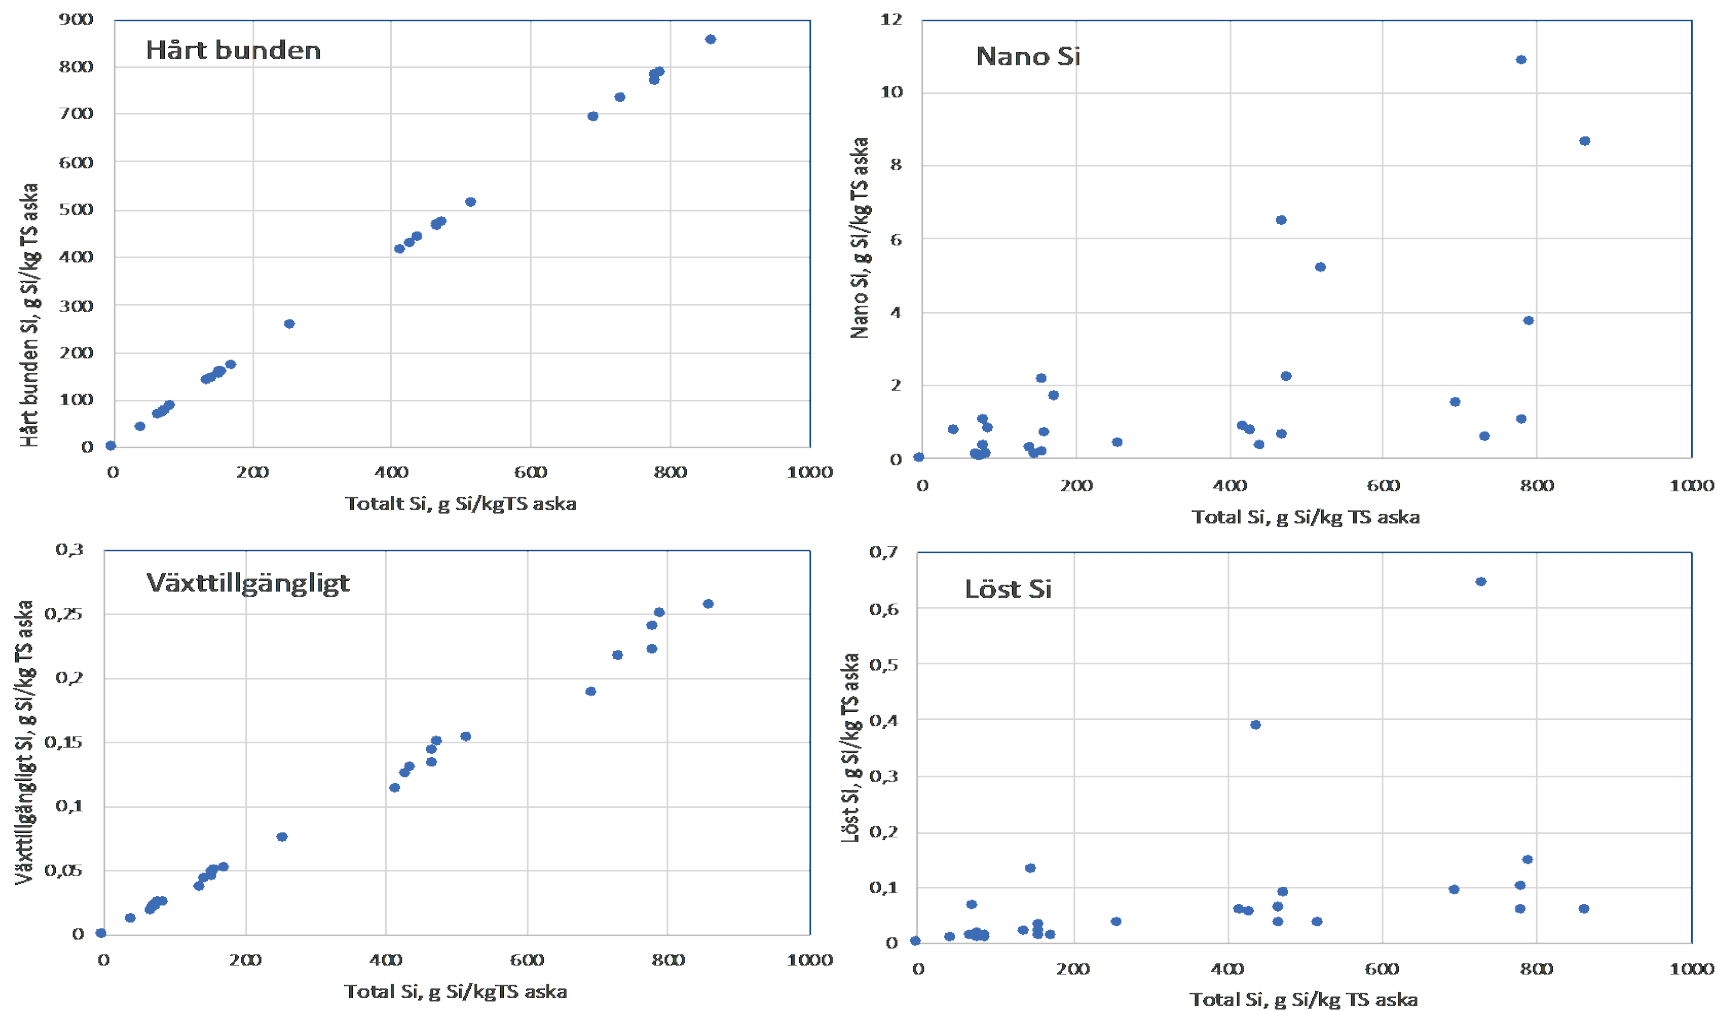 Hårt bunden
Hårt bunden Si, g Si/kg TS aska
900
800
700
600
500
400
300
200
100
0
0 200 400 600 800 1000
Totalt Si, g Si/kgTS aska
Nano Si
Nano Si, g Si/kg TS aska
12
10
8
6
4
2
0
0 200 400 600 800 1000
Total Si, g Si/kg TS aska
Växttillgängligt
Växttillgängligt Si, g Si/kg TS aska
0,3
0,25
0,2
0,15
0,1
0,05
0
0 200 400 600 800 1000
Total Si, g Si/kgTS aska
Löst Si
Löst Si, g Si/kg TS aska
0,7
0,6
0,5
0,4
0,3
0,2
0,1
0
0 200 400 600 800 1000
Total Si, g Si/kg TS aska